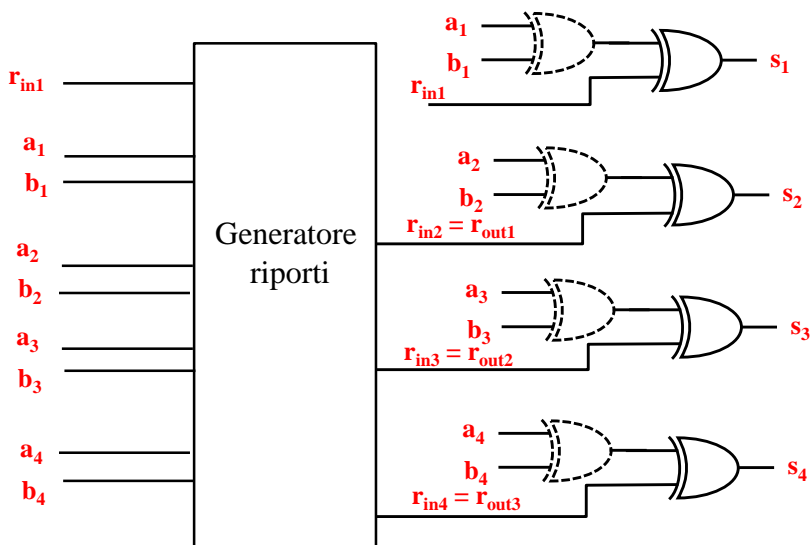 r_in1
a_1
b_1
a_2
b_2
a_3
b_3
a_4
b_4
Generatore
riporti
a_1
b_1
r_in1
s_1
a_2
b_2
r_in2 = r_out1
s_2
a_3
b_3
r_in3 = r_out2
s_3
a_4
b_4
r_in4 = r_out3
s_4